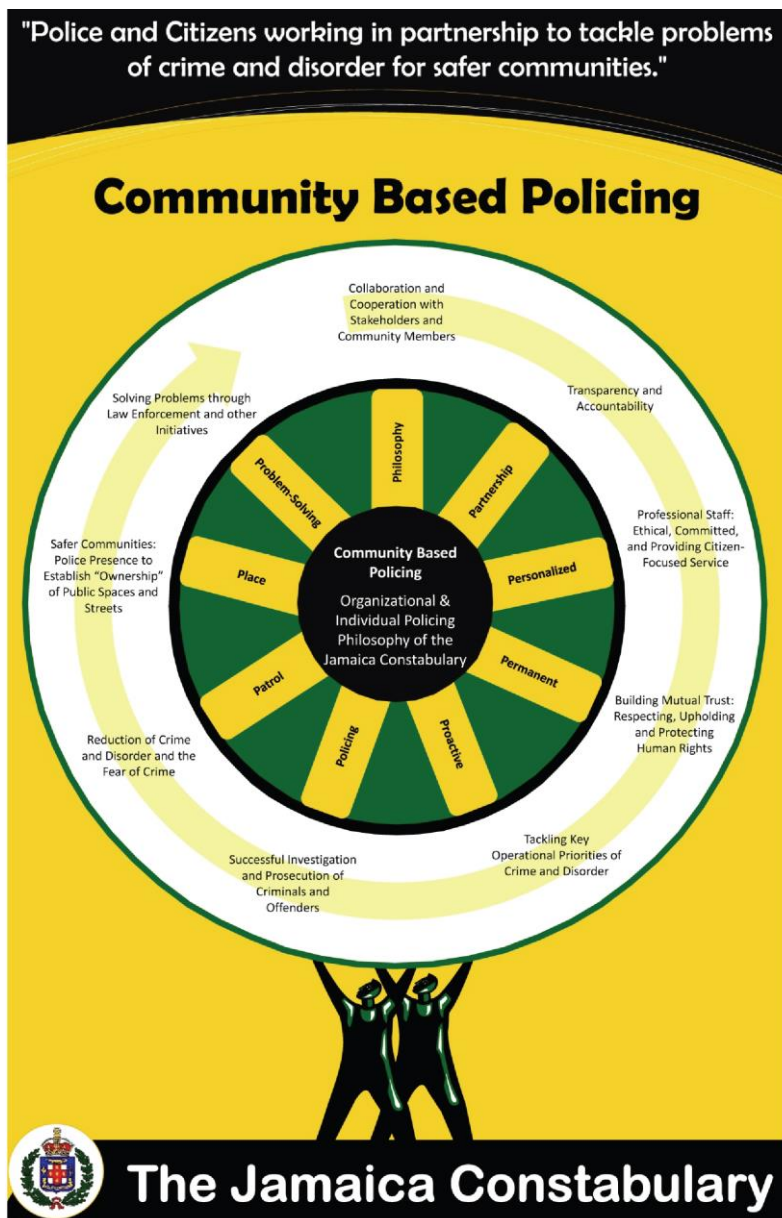 "Police and Citizens working in partnership to tackle problems
of crime and disorder for safer communities."
Community Based Policing
Collaboration and
Cooperation with
Stakeholders and
Community Members
Transparency and
Accountability
Professional Staff:
Ethical, Committed,
and Providing Citizen-
Focused Service
Building Mutual Trust:
Respecting, Upholding
and Protecting
Human Rights
Tackling Key
Operational Priorities of
Crime and Disorder
Successful Investigation
and Prosecution of
Criminals and
Offenders
Reduction of Crime
and Disorder and the
Fear of Crime
Safer Communities:
Police Presence to
Establish “Ownership”
of Public Spaces and
Streets
Solving Problems through
Law Enforcement and other
Initiatives
Philosophy
Partnership
Personalized
Permanent
Proactive
Policing
Patrol
Place
Problem-Solving
Community Based
Policing
Organizational &
Individual Policing
Philosophy of the
Jamaica Constabulary
The Jamaica Constabulary